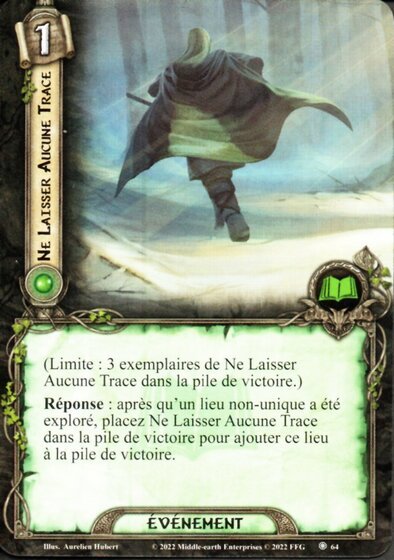 1
Ne Laisser Aucune Trace
(Limite : 3 exemplaires de Ne Laisser
Aucune Trace dans la pile de victoire.)
Réponse : après qu'un lieu non-unique a été
exploré, placez Ne Laisser Aucune Trace
dans la pile de victoire pour ajouter ce lieu
à la pile de victoire.
ÉVÉNEMENT
Illus. Aurelien Hubert © 2022 Middle-earth Enterprises © 2022 FFG 64